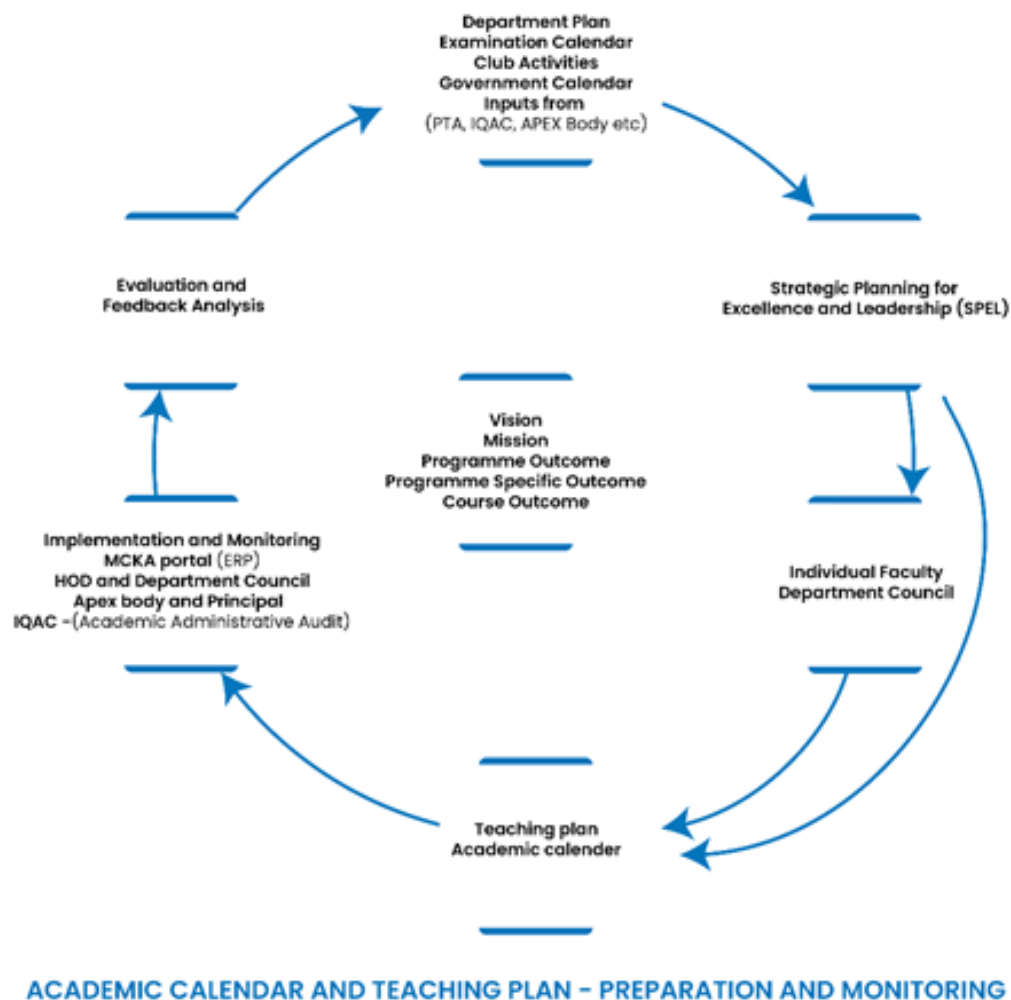 Department Plan
Examination Calendar
Club Activities
Government Calendar
Inputs from
(PTA, IQAC, APEX Body etc)
Strategic Planning for
Excellence and Leadership (SPEL)
Individual Faculty
Department Council
Teaching plan
Academic calender
Implementation and Monitoring
MCKA portal (ERP)
HOD and Department Council
Apex body and Principal
IQAC -(Academic Administrative Audit)
Evaluation and
Feedback Analysis
Vision
Mission
Programme Outcome
Programme Specific Outcome
Course Outcome
ACADEMIC CALENDAR AND TEACHING PLAN - PREPARATION AND MONITORING